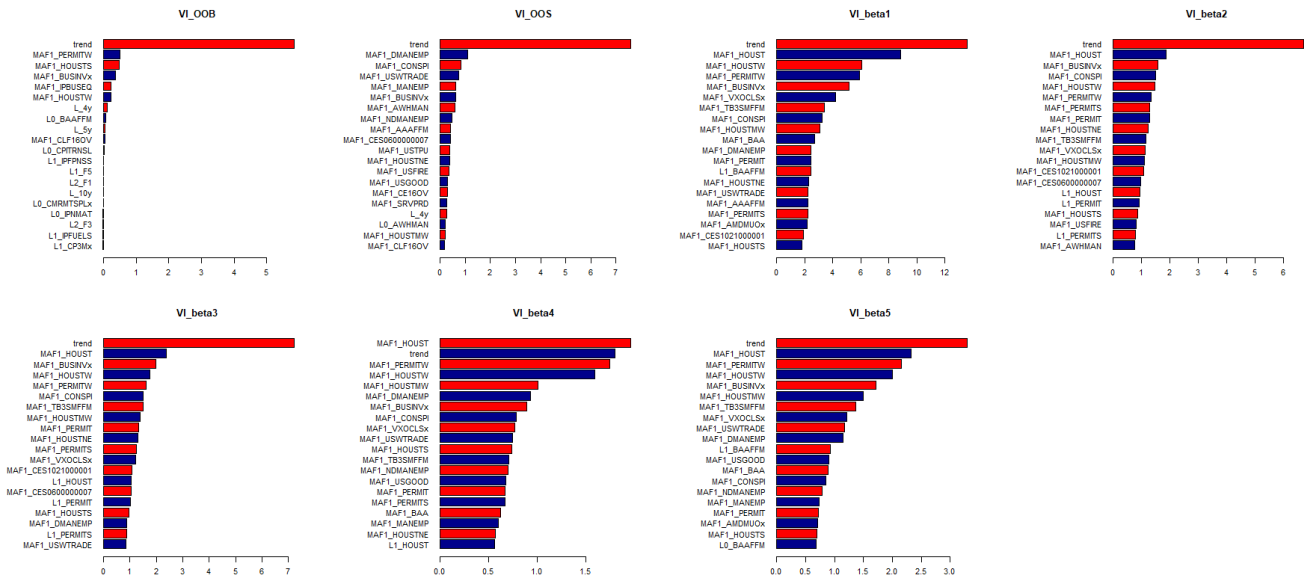 VI_OOB
trend
MAF1_PERMITW
MAF1_HOUSTS
MAF1_BUSINVx
MAF1_IPBUSEQ
MAF1_HOUSTW
L_4y
L0_BAAFFM
L_5y
MAF1_CLF16OV
L0_CPITRNSL
L1_IPFPNSS
L1_F5
L2_F1
L_10y
L0_CMRMTSPLx
L0_IPNMAT
L2_F3
L1_IPFUELS
L1_CP3Mx
0 1 2 3 4 5
VI_OOS
trend
MAF1_DMANEMP
MAF1_CONSPI
MAF1_USWTRADE
MAF1_MANEMP
MAF1_BUSINVx
MAF1_AWHMAN
MAF1_NDMANEMP
MAF1_AAAFFM
MAF1_CES0600000007
MAF1_USTPU
MAF1_HOUSTNE
MAF1_USFIRE
MAF1_USGOOD
MAF1_CE16OV
MAF1_SRVPRD
L_4y
L0_AWHMAN
MAF1_HOUSTMW
MAF1_CLF16OV
0 1 2 3 4 5 6 7
VI_beta1
trend
MAF1_HOUST
MAF1_HOUSTW
MAF1_PERMITW
MAF1_BUSINVx
MAF1_VXOCLSx
MAF1_TB3SMFFM
MAF1_CONSPI
MAF1_HOUSTMW
MAF1_BAA
MAF1_DMANEMP
MAF1_PERMIT
L1_BAAFFM
MAF1_HOUSTNE
MAF1_USWTRADE
MAF1_AAAFFM
MAF1_PERMITS
MAF1_AMDMUOx
MAF1_CES1021000001
MAF1_HOUSTS
0 2 4 6 8 10 12
VI_beta2
trend
MAF1_HOUST
MAF1_BUSINVx
MAF1_CONSPI
MAF1_HOUSTW
MAF1_PERMITW
MAF1_PERMITS
MAF1_PERMIT
MAF1_HOUSTNE
MAF1_TB3SMFFM
MAF1_VXOCLSx
MAF1_HOUSTMW
MAF1_CES1021000001
MAF1_CES0600000007
L1_HOUST
L1_PERMIT
MAF1_HOUSTS
MAF1_USFIRE
L1_PERMITS
MAF1_AWHMAN
0 1 2 3 4 5 6
VI_beta3
trend
MAF1_HOUST
MAF1_BUSINVx
MAF1_HOUSTW
MAF1_PERMITW
MAF1_CONSPI
MAF1_TB3SMFFM
MAF1_HOUSTMW
MAF1_PERMIT
MAF1_HOUSTNE
MAF1_PERMITS
MAF1_VXOCLSx
MAF1_CES1021000001
L1_HOUST
MAF1_CES0600000007
L1_PERMIT
MAF1_HOUSTS
MAF1_DMANEMP
L1_PERMITS
MAF1_USWTRADE
0 1 2 3 4 5 6 7
VI_beta4
MAF1_HOUST
trend
MAF1_PERMITW
MAF1_HOUSTW
MAF1_HOUSTMW
MAF1_DMANEMP
MAF1_BUSINVx
MAF1_CONSPI
MAF1_VXOCLSx
MAF1_USWTRADE
MAF1_HOUSTS
MAF1_TB3SMFFM
MAF1_NDMANEMP
MAF1_USGOOD
MAF1_PERMIT
MAF1_PERMITS
MAF1_BAA
MAF1_MANEMP
MAF1_HOUSTNE
L1_HOUST
0.0 0.5 1.0 1.5
VI_beta5
trend
MAF1_HOUST
MAF1_PERMITW
MAF1_HOUSTW
MAF1_BUSINVx
MAF1_HOUSTMW
MAF1_TB3SMFFM
MAF1_VXOCLSx
MAF1_USWTRADE
MAF1_DMANEMP
L1_BAAFFM
MAF1_USGOOD
MAF1_BAA
MAF1_CONSPI
MAF1_NDMANEMP
MAF1_MANEMP
MAF1_PERMIT
MAF1_AMDMUOx
MAF1_HOUSTS
L0_BAAFFM
0.0 0.5 1.0 1.5 2.0 2.5 3.0